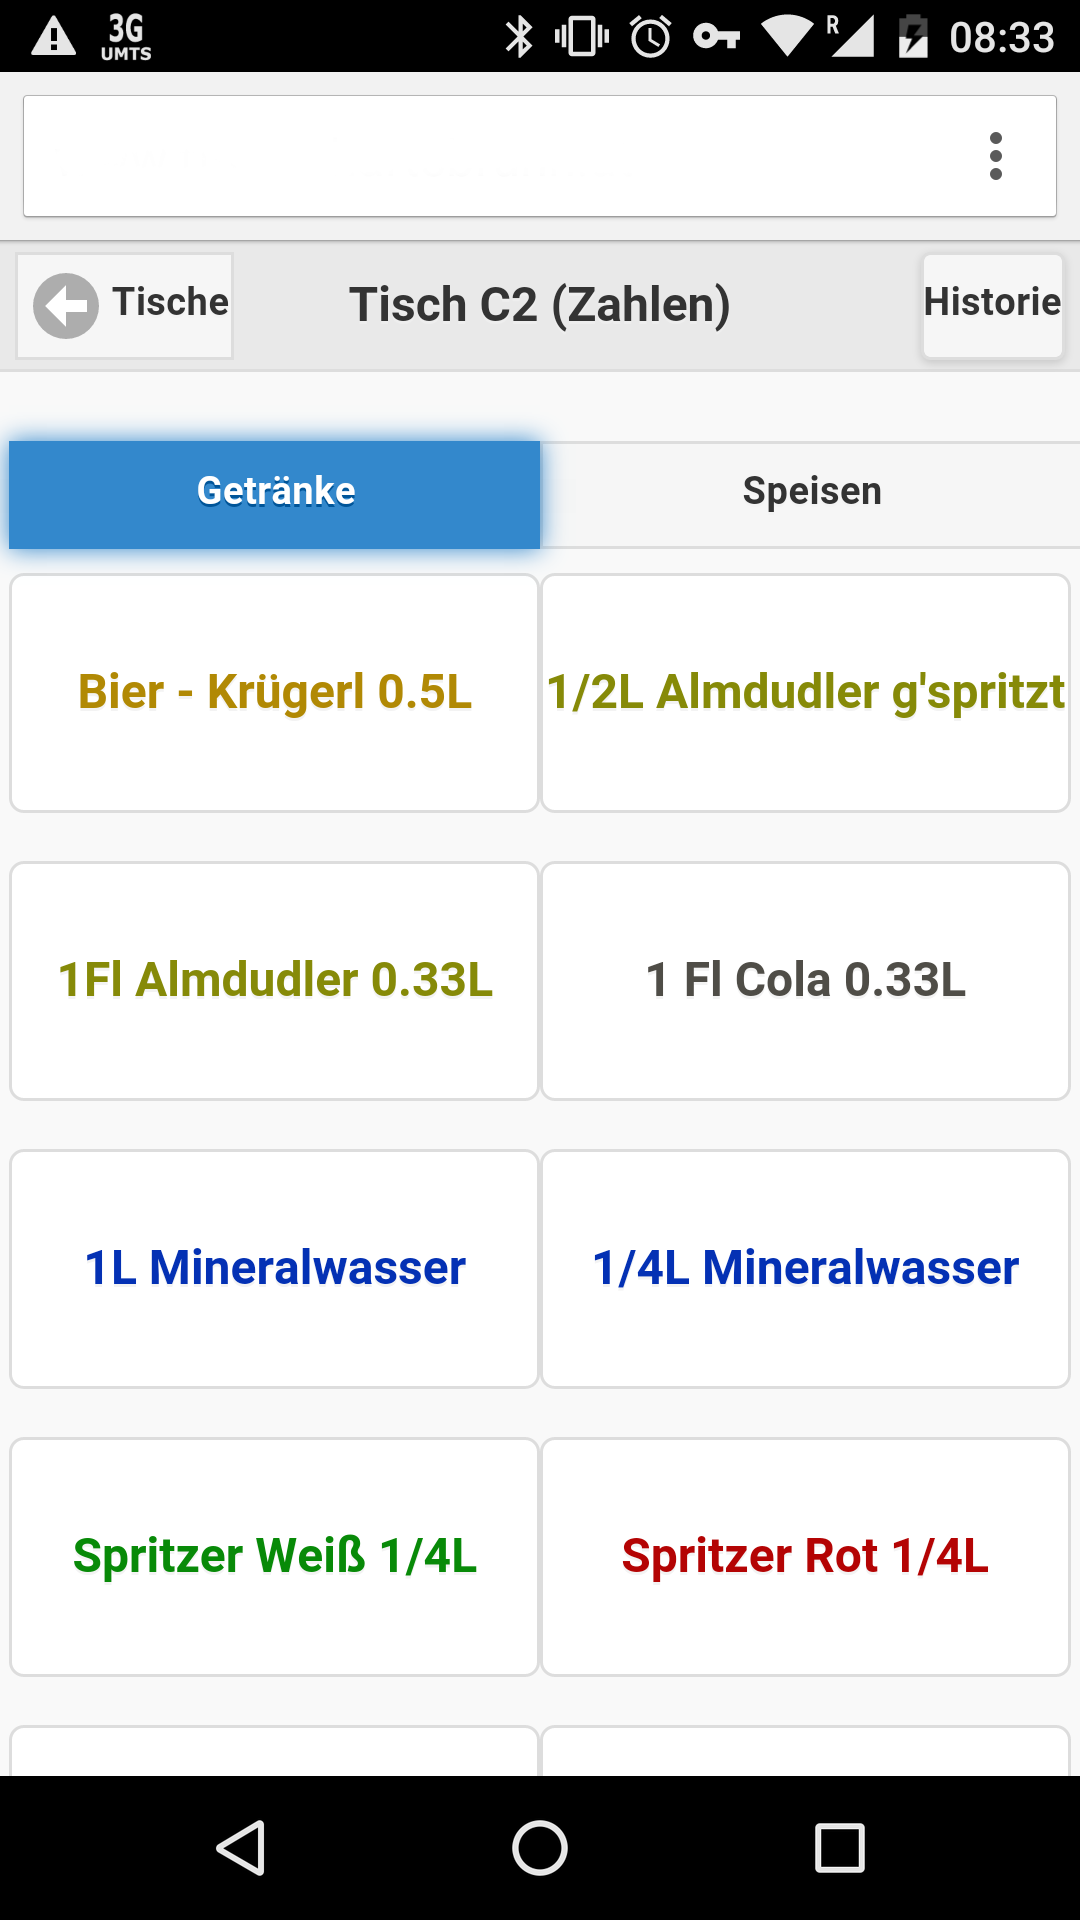 3G
UMTS
R
08:33
Tische
Tisch C2 (Zahlen)
Historie
Getränke
Speisen
Bier - Krügerl 0.5L
1/2L Almdudler g'spritzt
1Fl Almdudler 0.33L
1 Fl Cola 0.33L
1L Mineralwasser
1/4L Mineralwasser
Spritzer Weiß 1/4L
Spritzer Rot 1/4L